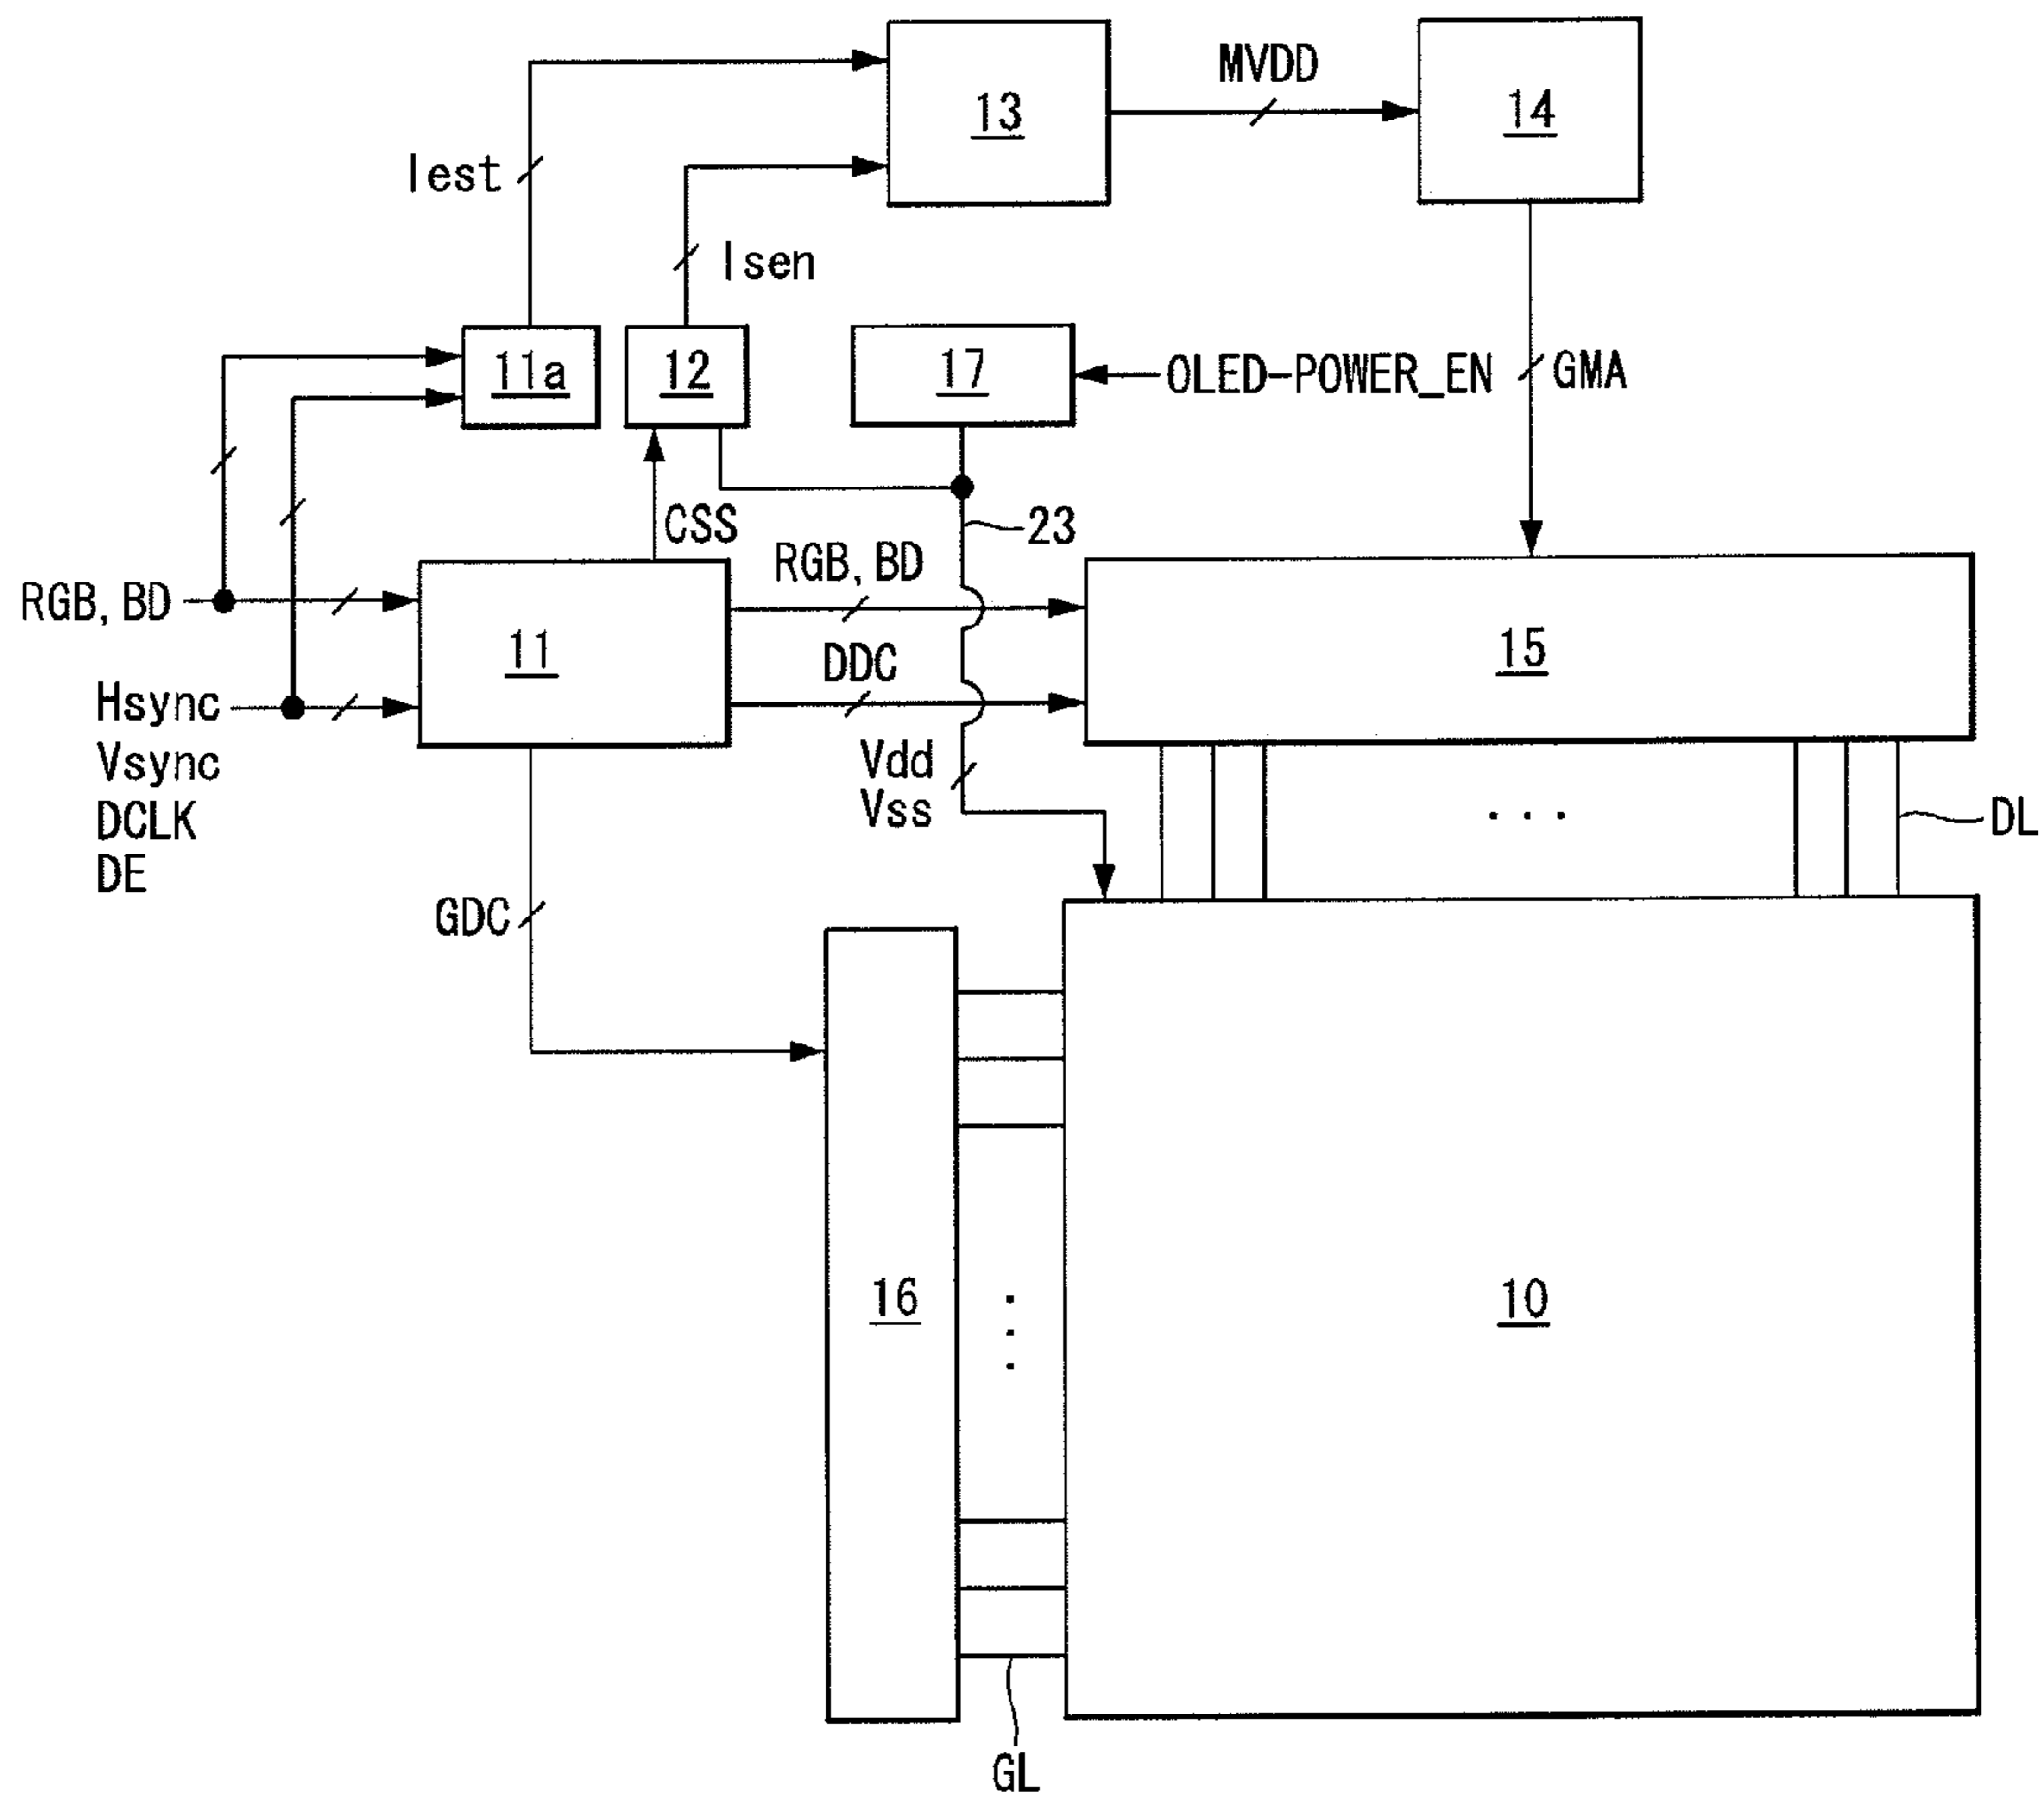 MVDD
13
14
Iest
Isen
11a
12
17
OLED-POWER_EN
GMA
CSS
23
RGB, BD
RGB, BD
11
15
DDC
Hsync
Vsync
DCLK
DE
Vdd
Vss
DL
GDC
16
10
GL